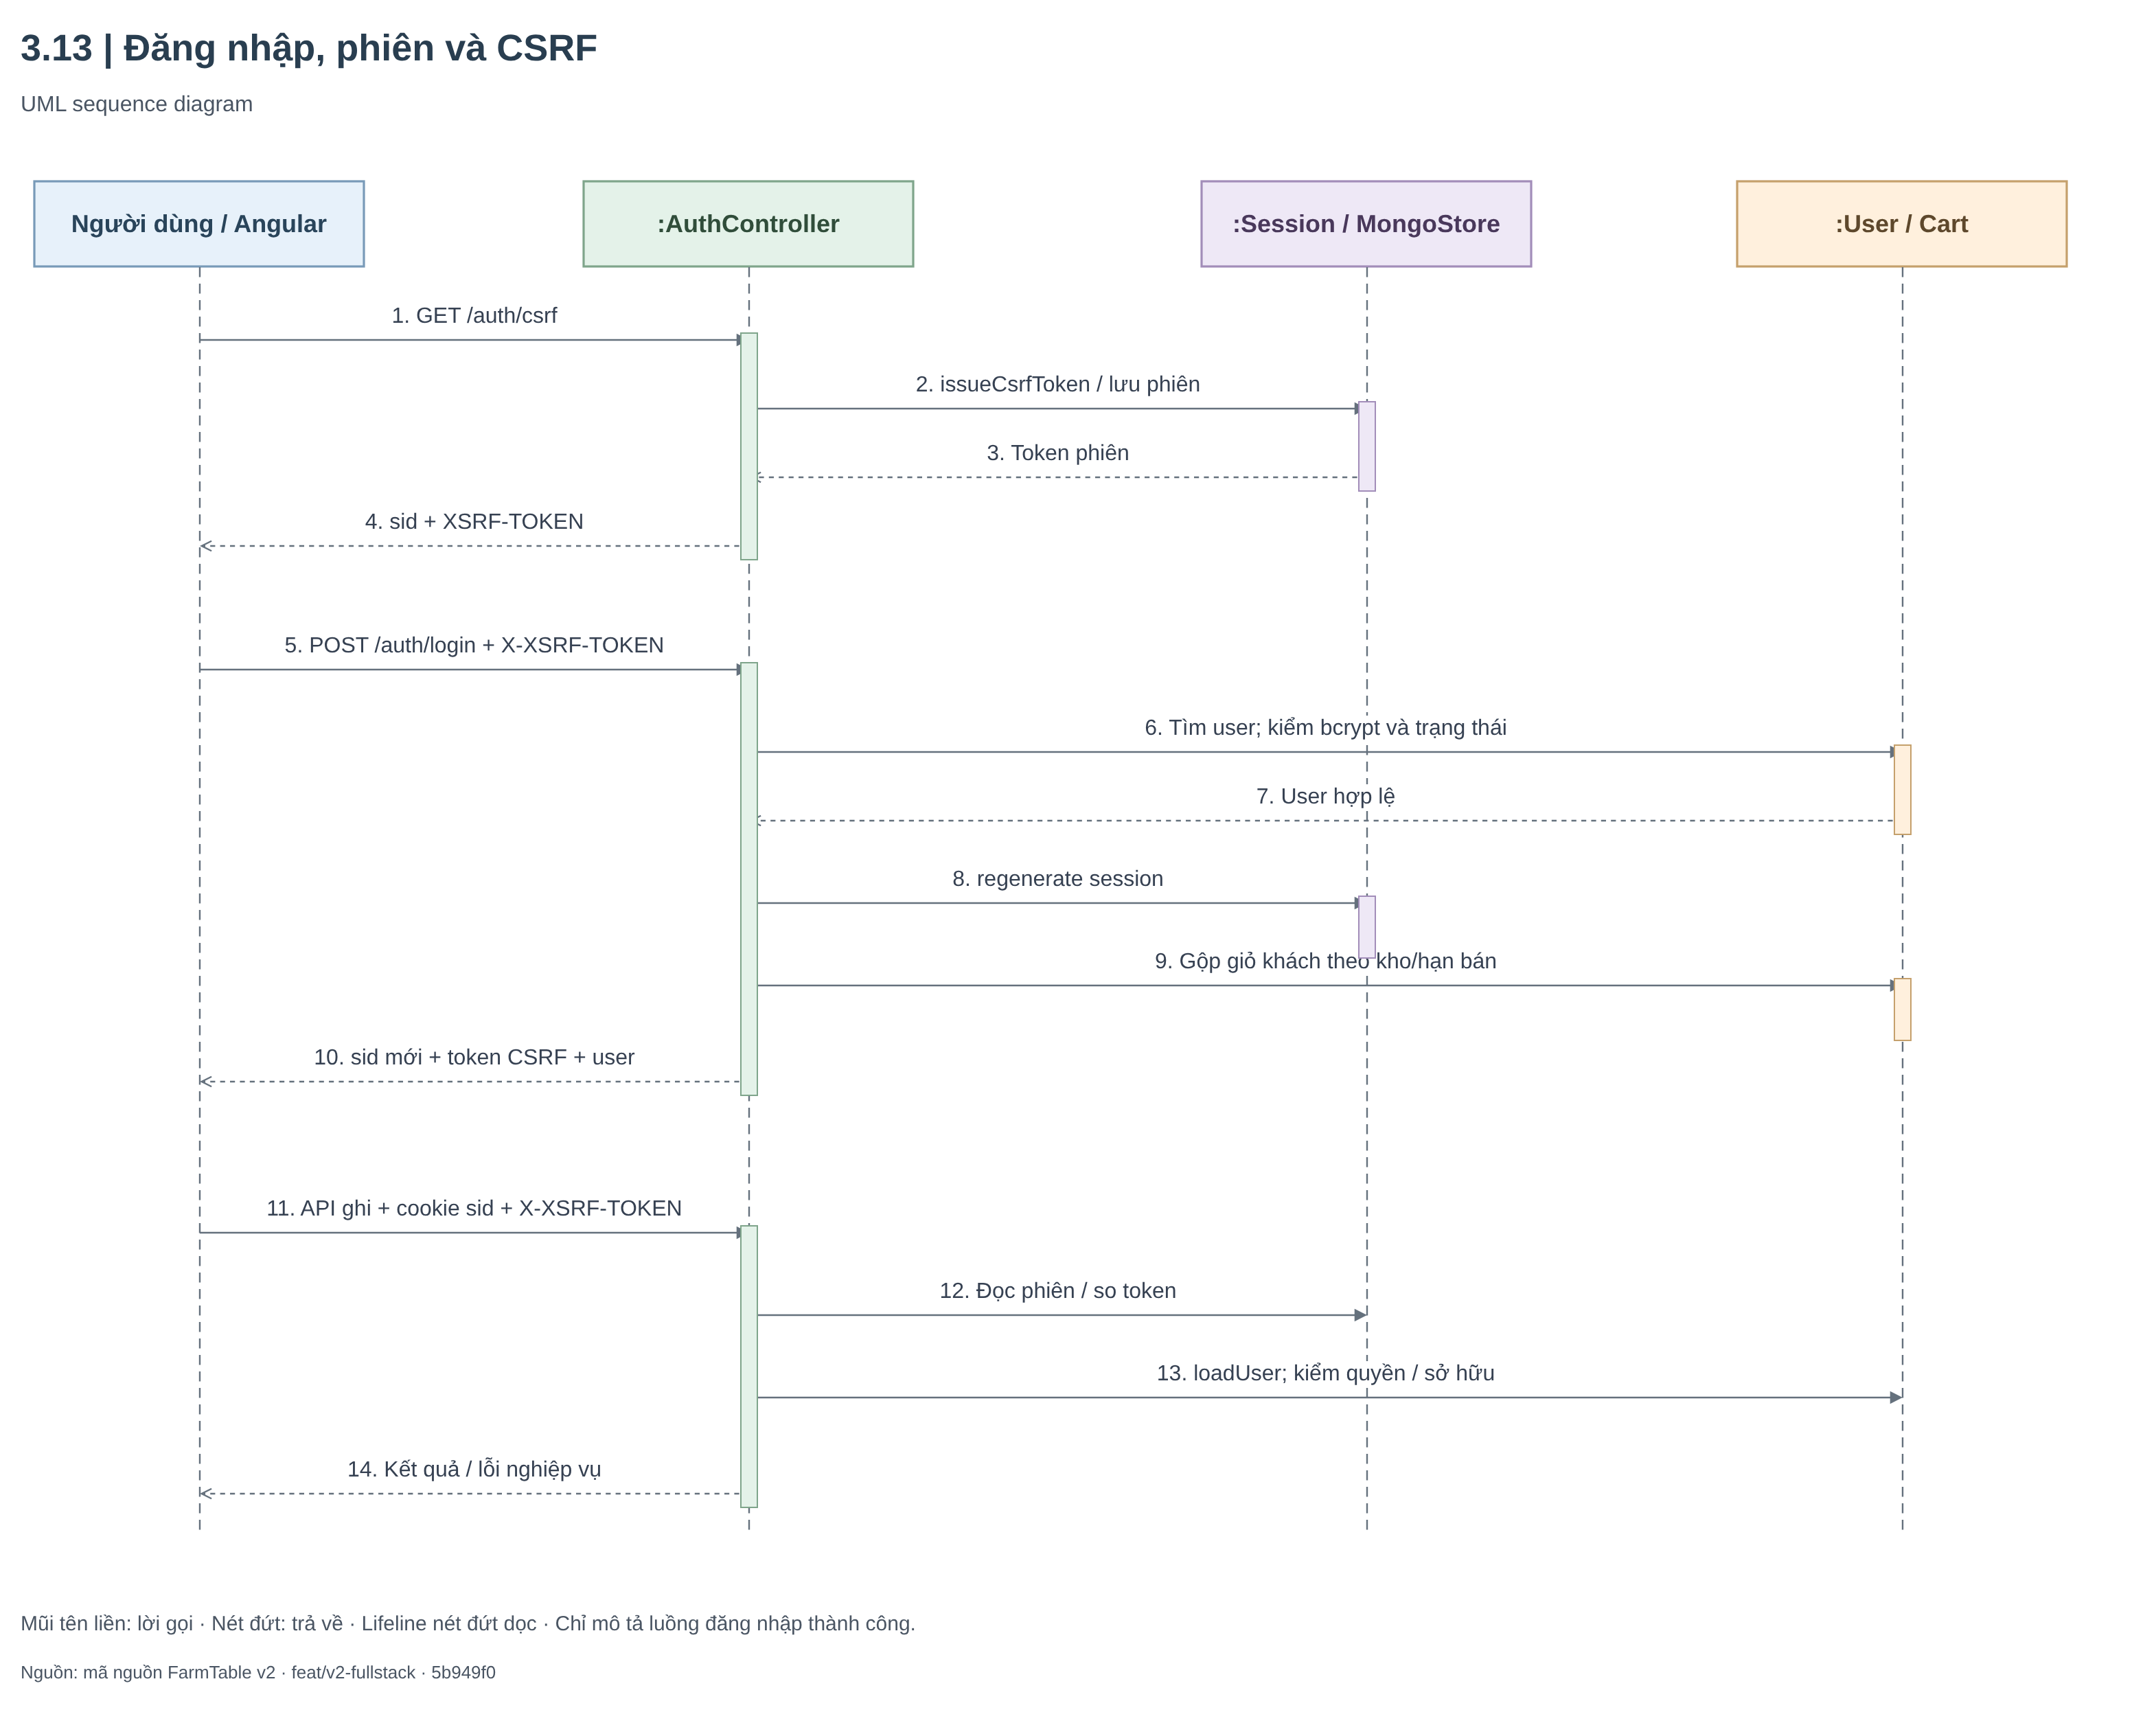 3.13 | Đăng nhập, phiên và CSRF
UML sequence diagram
Người dùng / Angular
:AuthController
:Session / MongoStore
:User / Cart
1. GET /auth/csrf
2. issueCsrfToken / lưu phiên
3. Token phiên
4. sid + XSRF-TOKEN
5. POST /auth/login + X-XSRF-TOKEN
6. Tìm user; kiểm bcrypt và trạng thái
7. User hợp lệ
8. regenerate session
9. Gộp giỏ khách theo kho/hạn bán
10. sid mới + token CSRF + user
11. API ghi + cookie sid + X-XSRF-TOKEN
12. Đọc phiên / so token
13. loadUser; kiểm quyền / sở hữu
14. Kết quả / lỗi nghiệp vụ
Mũi tên liền: lời gọi · Nét đứt: trả về · Lifeline nét đứt dọc · Chỉ mô tả luồng đăng nhập thành công.
Nguồn: mã nguồn FarmTable v2 · feat/v2-fullstack · 5b949f0